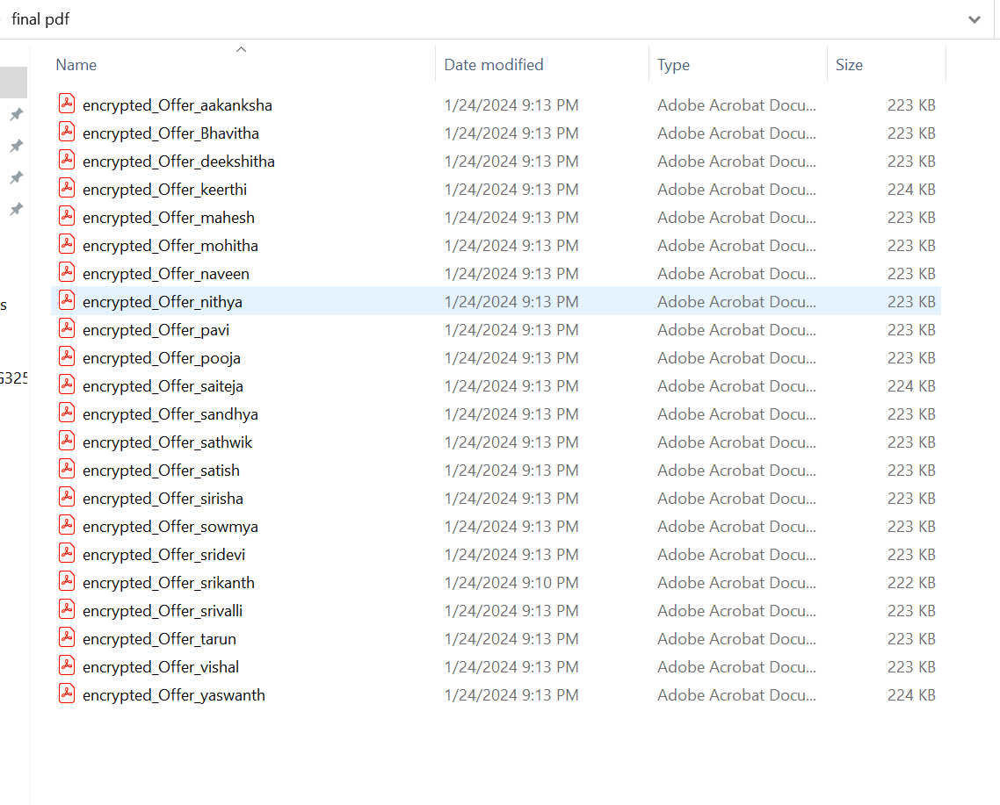 final pdf
Name Date modified Type Size
encrypted_Offer_aakanksha 1/24/2024 9:13 PM Adobe Acrobat Docu... 223 KB
encrypted_Offer_Bhavitha 1/24/2024 9:13 PM Adobe Acrobat Docu... 223 KB
encrypted_Offer_deekshitha 1/24/2024 9:13 PM Adobe Acrobat Docu... 223 KB
encrypted_Offer_keerthi 1/24/2024 9:13 PM Adobe Acrobat Docu... 224 KB
encrypted_Offer_mahesh 1/24/2024 9:13 PM Adobe Acrobat Docu... 223 KB
encrypted_Offer_mohitha 1/24/2024 9:13 PM Adobe Acrobat Docu... 223 KB
encrypted_Offer_naveen 1/24/2024 9:13 PM Adobe Acrobat Docu... 223 KB
encrypted_Offer_nithya 1/24/2024 9:13 PM Adobe Acrobat Docu... 223 KB
encrypted_Offer_pavi 1/24/2024 9:13 PM Adobe Acrobat Docu... 223 KB
encrypted_Offer_pooja 1/24/2024 9:13 PM Adobe Acrobat Docu... 223 KB
encrypted_Offer_saiteja 1/24/2024 9:13 PM Adobe Acrobat Docu... 224 KB
encrypted_Offer_sandhya 1/24/2024 9:13 PM Adobe Acrobat Docu... 223 KB
encrypted_Offer_sathwik 1/24/2024 9:13 PM Adobe Acrobat Docu... 223 KB
encrypted_Offer_satish 1/24/2024 9:13 PM Adobe Acrobat Docu... 223 KB
encrypted_Offer_sirisha 1/24/2024 9:13 PM Adobe Acrobat Docu... 223 KB
encrypted_Offer_sowmya 1/24/2024 9:13 PM Adobe Acrobat Docu... 223 KB
encrypted_Offer_sridevi 1/24/2024 9:13 PM Adobe Acrobat Docu... 223 KB
encrypted_Offer_srikanth 1/24/2024 9:10 PM Adobe Acrobat Docu... 222 KB
encrypted_Offer_srivalli 1/24/2024 9:13 PM Adobe Acrobat Docu... 223 KB
encrypted_Offer_tarun 1/24/2024 9:13 PM Adobe Acrobat Docu... 223 KB
encrypted_Offer_vishal 1/24/2024 9:13 PM Adobe Acrobat Docu... 223 KB
encrypted_Offer_yaswanth 1/24/2024 9:13 PM Adobe Acrobat Docu... 224 KB